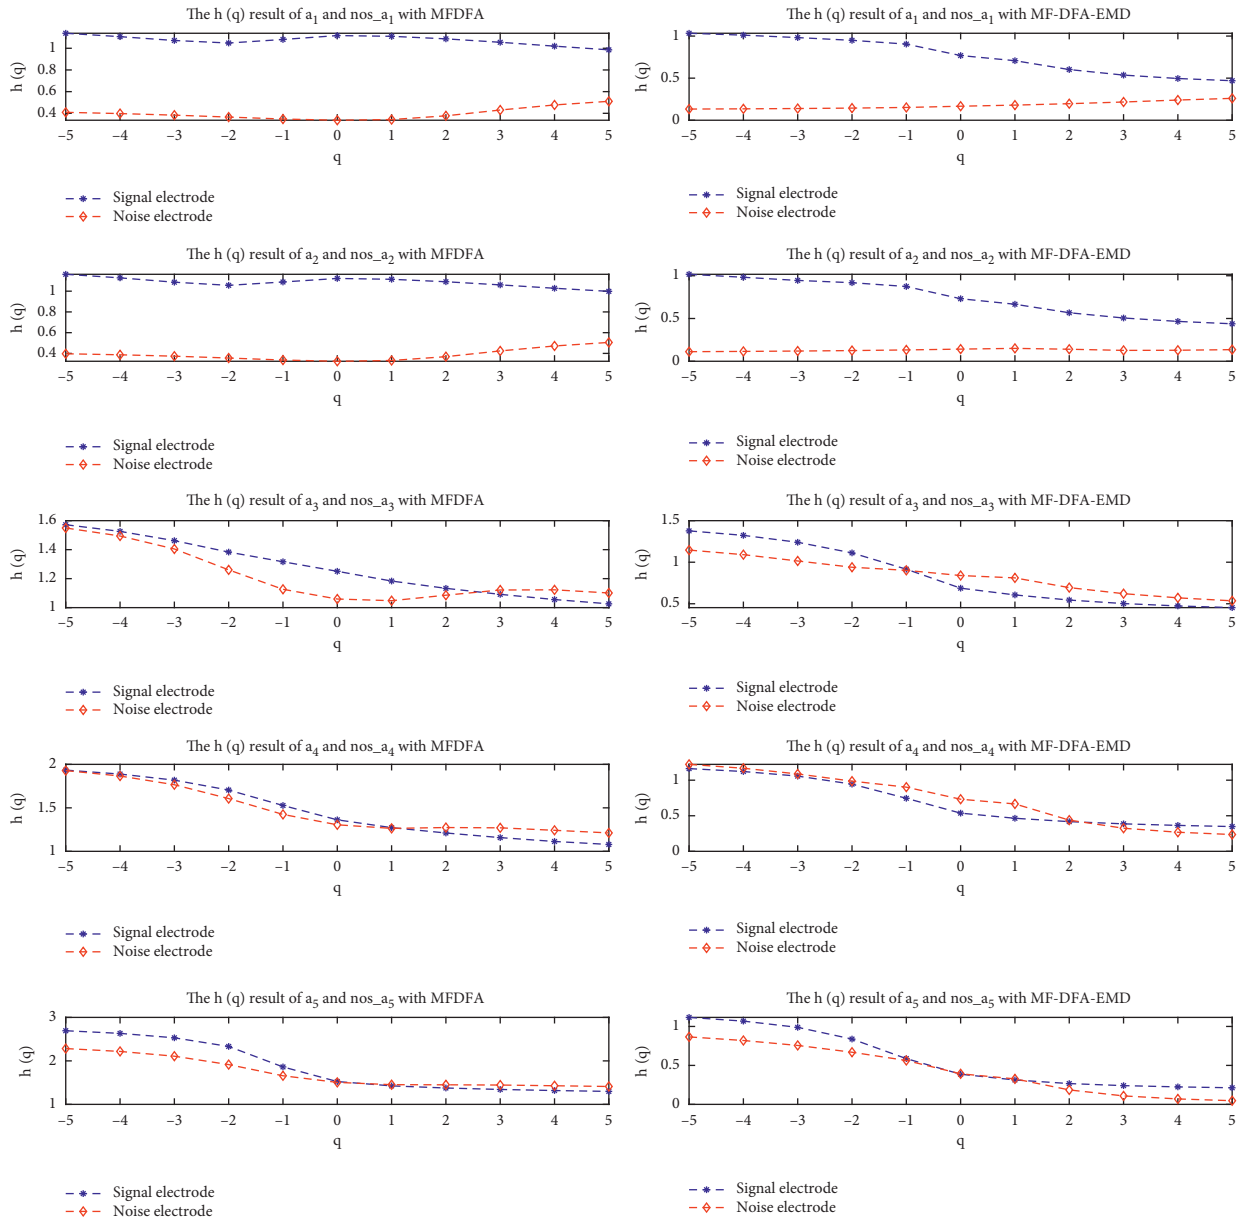 The h (q) result of a1 and nos_a1 with MFDFA
h (q)
1
0.8
0.6
0.4
–5 –4 –3 –2 –1 0 1 2 3 4 5
q
Signal electrode
Noise electrode
The h (q) result of a1 and nos_a1 with MF-DFA-EMD
h (q)
1
0.5
0
–5 –4 –3 –2 –1 0 1 2 3 4 5
q
Signal electrode
Noise electrode
The h (q) result of a2 and nos_a2 with MFDFA
h (q)
1
0.8
0.6
0.4
–5 –4 –3 –2 –1 0 1 2 3 4 5
q
Signal electrode
Noise electrode
The h (q) result of a2 and nos_a2 with MF-DFA-EMD
h (q)
1
0.5
0
–5 –4 –3 –2 –1 0 1 2 3 4 5
q
Signal electrode
Noise electrode
The h (q) result of a3 and nos_a3 with MFDFA
h (q)
1.6
1.4
1.2
1
–5 –4 –3 –2 –1 0 1 2 3 4 5
q
Signal electrode
Noise electrode
The h (q) result of a3 and nos_a3 with MF-DFA-EMD
h (q)
1.5
1
0.5
–5 –4 –3 –2 –1 0 1 2 3 4 5
q
Signal electrode
Noise electrode
The h (q) result of a4 and nos_a4 with MFDFA
h (q)
2
1.5
1
–5 –4 –3 –2 –1 0 1 2 3 4 5
q
Signal electrode
Noise electrode
The h (q) result of a4 and nos_a4 with MF-DFA-EMD
h (q)
1
0.5
0
–5 –4 –3 –2 –1 0 1 2 3 4 5
q
Signal electrode
Noise electrode
The h (q) result of a5 and nos_a5 with MFDFA
h (q)
3
2
1
–5 –4 –3 –2 –1 0 1 2 3 4 5
q
Signal electrode
Noise electrode
The h (q) result of a5 and nos_a5 with MF-DFA-EMD
h (q)
1
0.5
0
–5 –4 –3 –2 –1 0 1 2 3 4 5
q
Signal electrode
Noise electrode